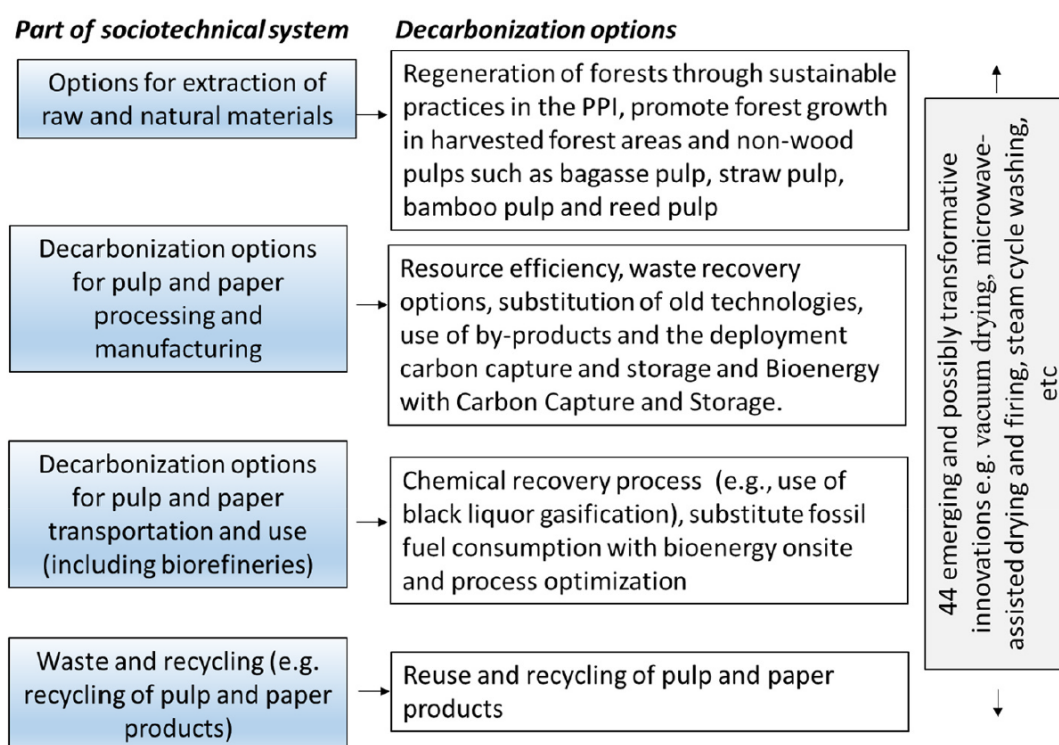 Part of sociotechnical system
Decarbonization options
Options for extraction of
raw and natural materials
Regeneration of forests through sustainable
practices in the PPI, promote forest growth
in harvested forest areas and non-wood
pulps such as bagasse pulp, straw pulp,
bamboo pulp and reed pulp
Decarbonization options
for pulp and paper
processing and
manufacturing
Resource efficiency, waste recovery
options, substitution of old technologies,
use of by-products and the deployment
carbon capture and storage and Bioenergy
with Carbon Capture and Storage.
Decarbonization options
for pulp and paper
transportation and use
(including biorefineries)
Chemical recovery process (e.g., use of
black liquor gasification), substitute fossil
fuel consumption with bioenergy onsite
and process optimization
Waste and recycling (e.g.
recycling of pulp and paper
products)
Reuse and recycling of pulp and paper
products
44 emerging and possibly transformative
innovations e.g. vacuum drying, microwave-
assisted drying and firing, steam cycle washing,
etc